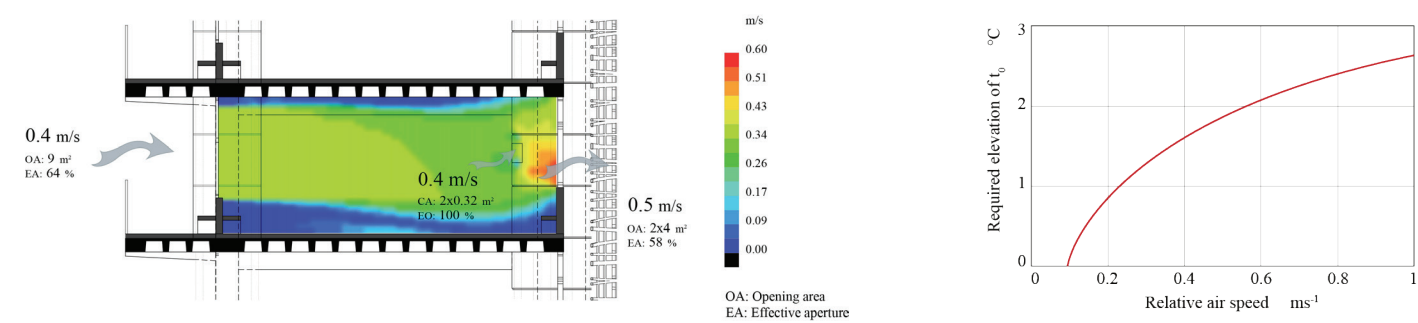 0.4 m/s
OA: 9 m²
EA: 64 %
0.4 m/s
CA: 2x0.32 m²
EO: 100 %
0.5 m/s
OA: 2x4 m²
EA: 58 %
m/s
0.60
0.51
0.43
0.34
0.26
0.17
0.09
0.00
OA: Opening area
EA: Effective aperture
Required elevation of t₀ °C
3
2
1
0
0
0.2
0.4
0.6
0.8
1
Relative air speed ms⁻¹